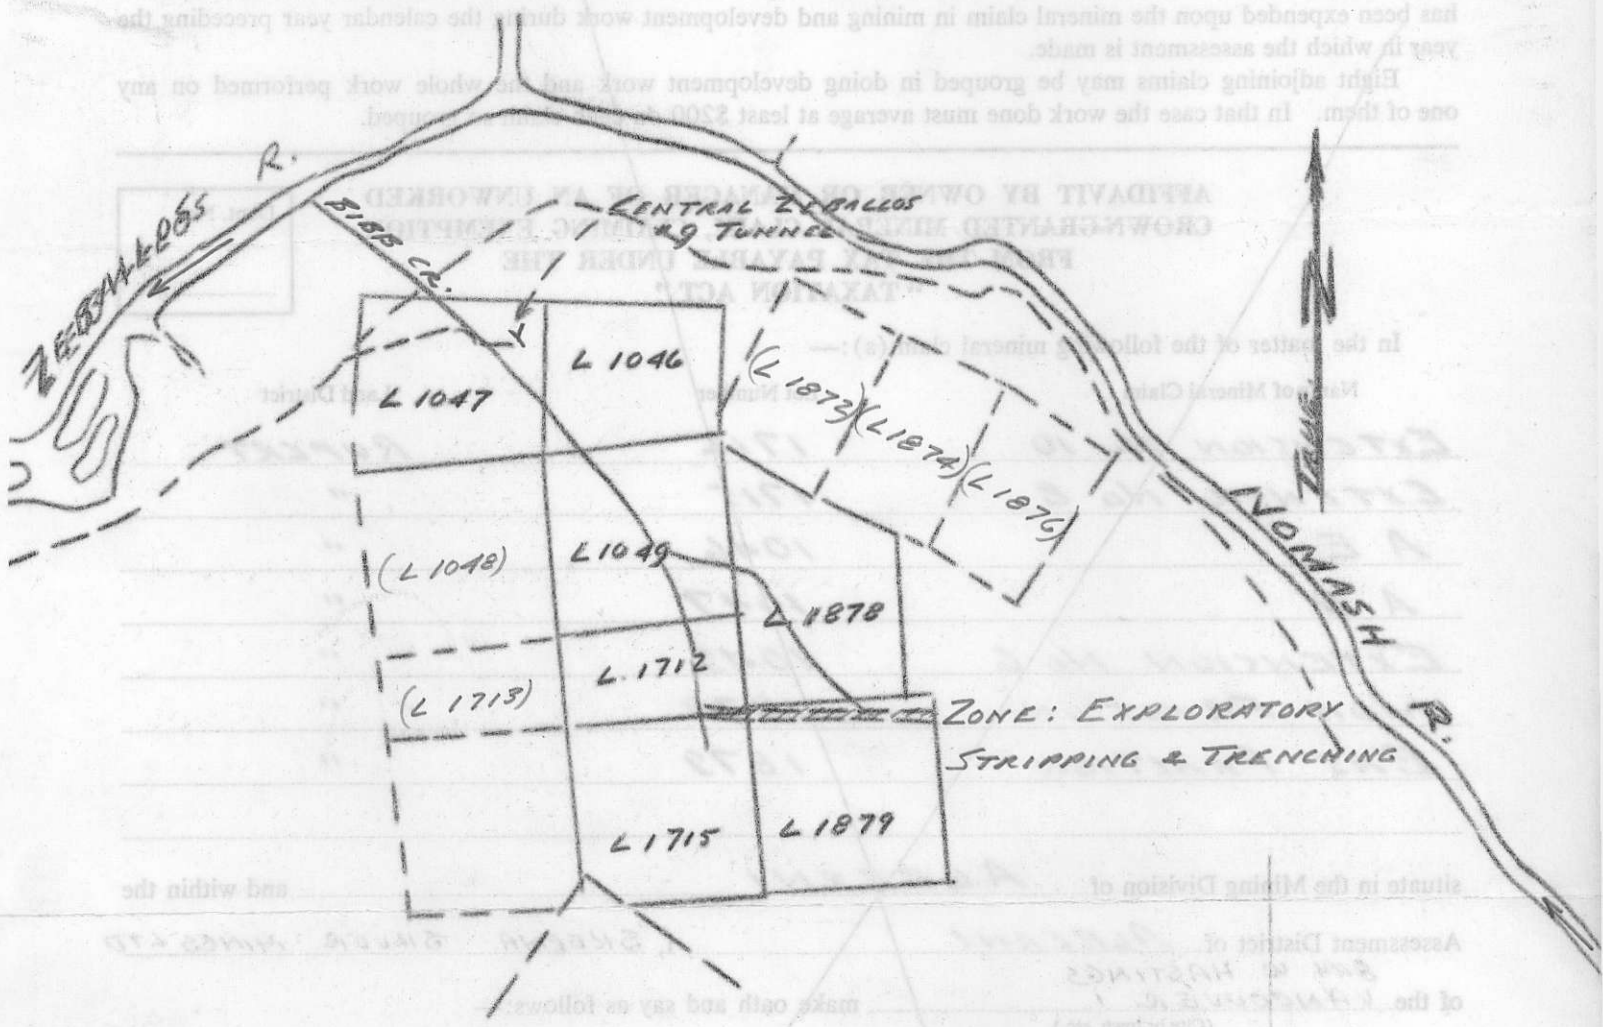 ZEBALLOS
R.
BIBB CR.
CENTRAL ZEBALLOS
#9 TUNNEL
L 1046
L 1047
(L 1873)
(L 1874)
(L 1876)
True N
NOMASH
R.
(L 1048)
L 1049
L 1878
L 1712
(L 1713)
ZONE: EXPLORATORY
STRIPPING & TRENCHING
L 1715
L 1879
has been expended upon the mineral claim in mining and development work during the calendar year preceding the
year in which the assessment is made.
Eight adjoining claims may be grouped in doing development work and the whole work performed on any
one of them. In that case the work done must average at least $200
AFFIDAVIT BY OWNER OR MANAGER OF AN UNWORKED
CROWN-GRANTED MINERAL CLAIM, CLAIMING EXEMPTION
FROM THE TAX PAYABLE UNDER THE
"TAXATION ACT"
In the matter of the following mineral claim(s):—
Name of Mineral Claim Lot Number Land District
situate in the Mining Division of and within the
Assessment District of
of the make oath and say as follows:—